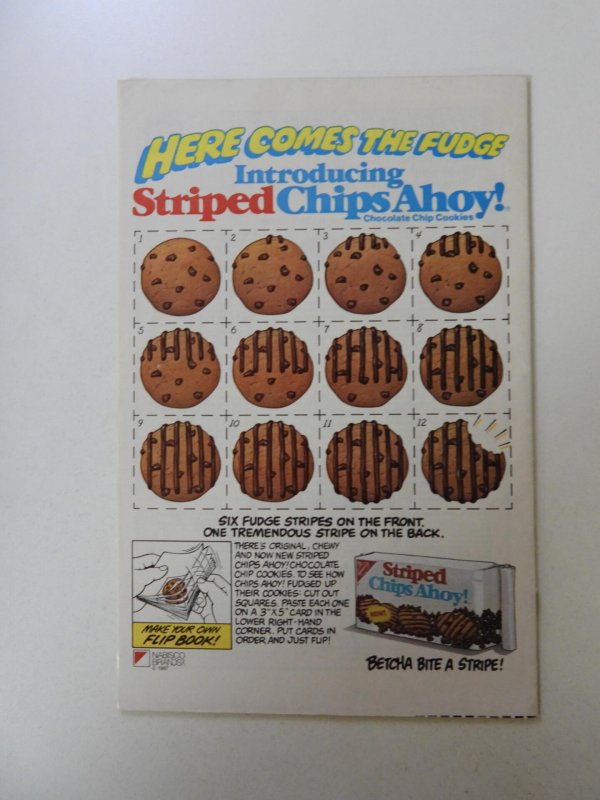 HERE COMES THE FUDGE
Introducing
Striped Chips Ahoy!
Chocolate Chip Cookies
1 2 3 4
5 6 7 8
9 10 11 12
SIX FUDGE STRIPES ON THE FRONT.
ONE TREMENDOUS STRIPE ON THE BACK.
THERE'S ORIGINAL, CHEWY
AND NOW NEW STRIPED
CHIPS AHOY! CHOCOLATE
CHIP COOKIES. TO SEE HOW
CHIPS AHOY! FUDGED UP
THEIR COOKIES: CUT OUT
SQUARES. PASTE EACH ONE
ON A 3"X 5" CARD IN THE
LOWER RIGHT-HAND
CORNER. PUT CARDS IN
ORDER AND JUST FLIP!
MAKE YOUR OWN
FLIP BOOK!
NABISCO
BRANDS
© 1987
Striped
Chips Ahoy!
NEW!
BETCHA BITE A STRIPE!